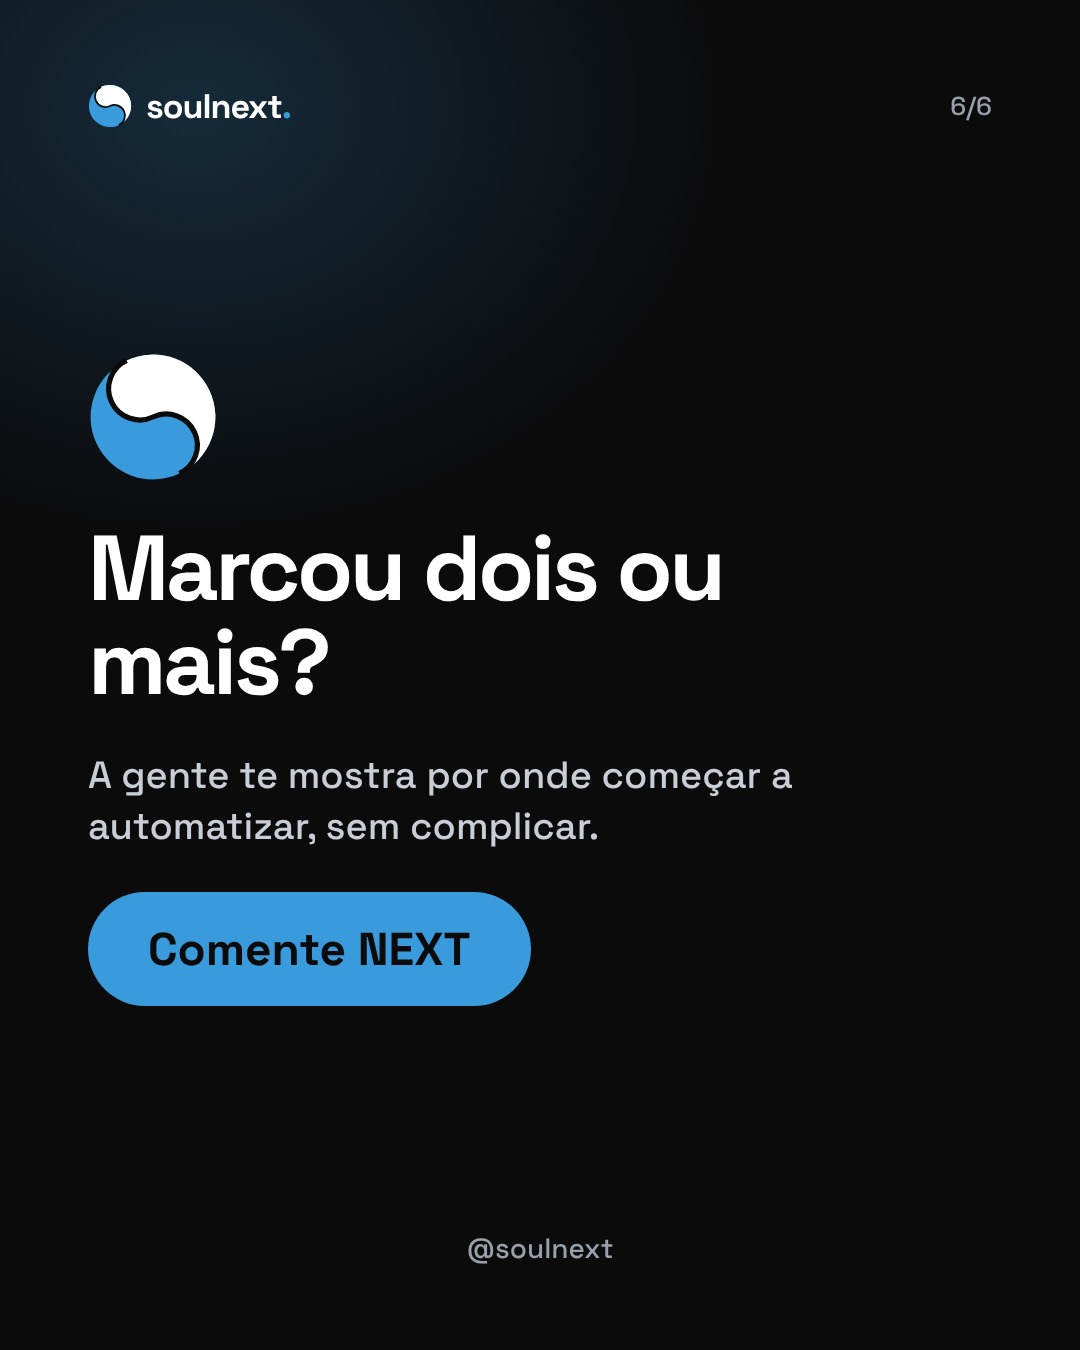 soulnext.
6/6
Marcou dois ou
mais?
A gente te mostra por onde começar a
automatizar, sem complicar.
Comente NEXT
@soulnext